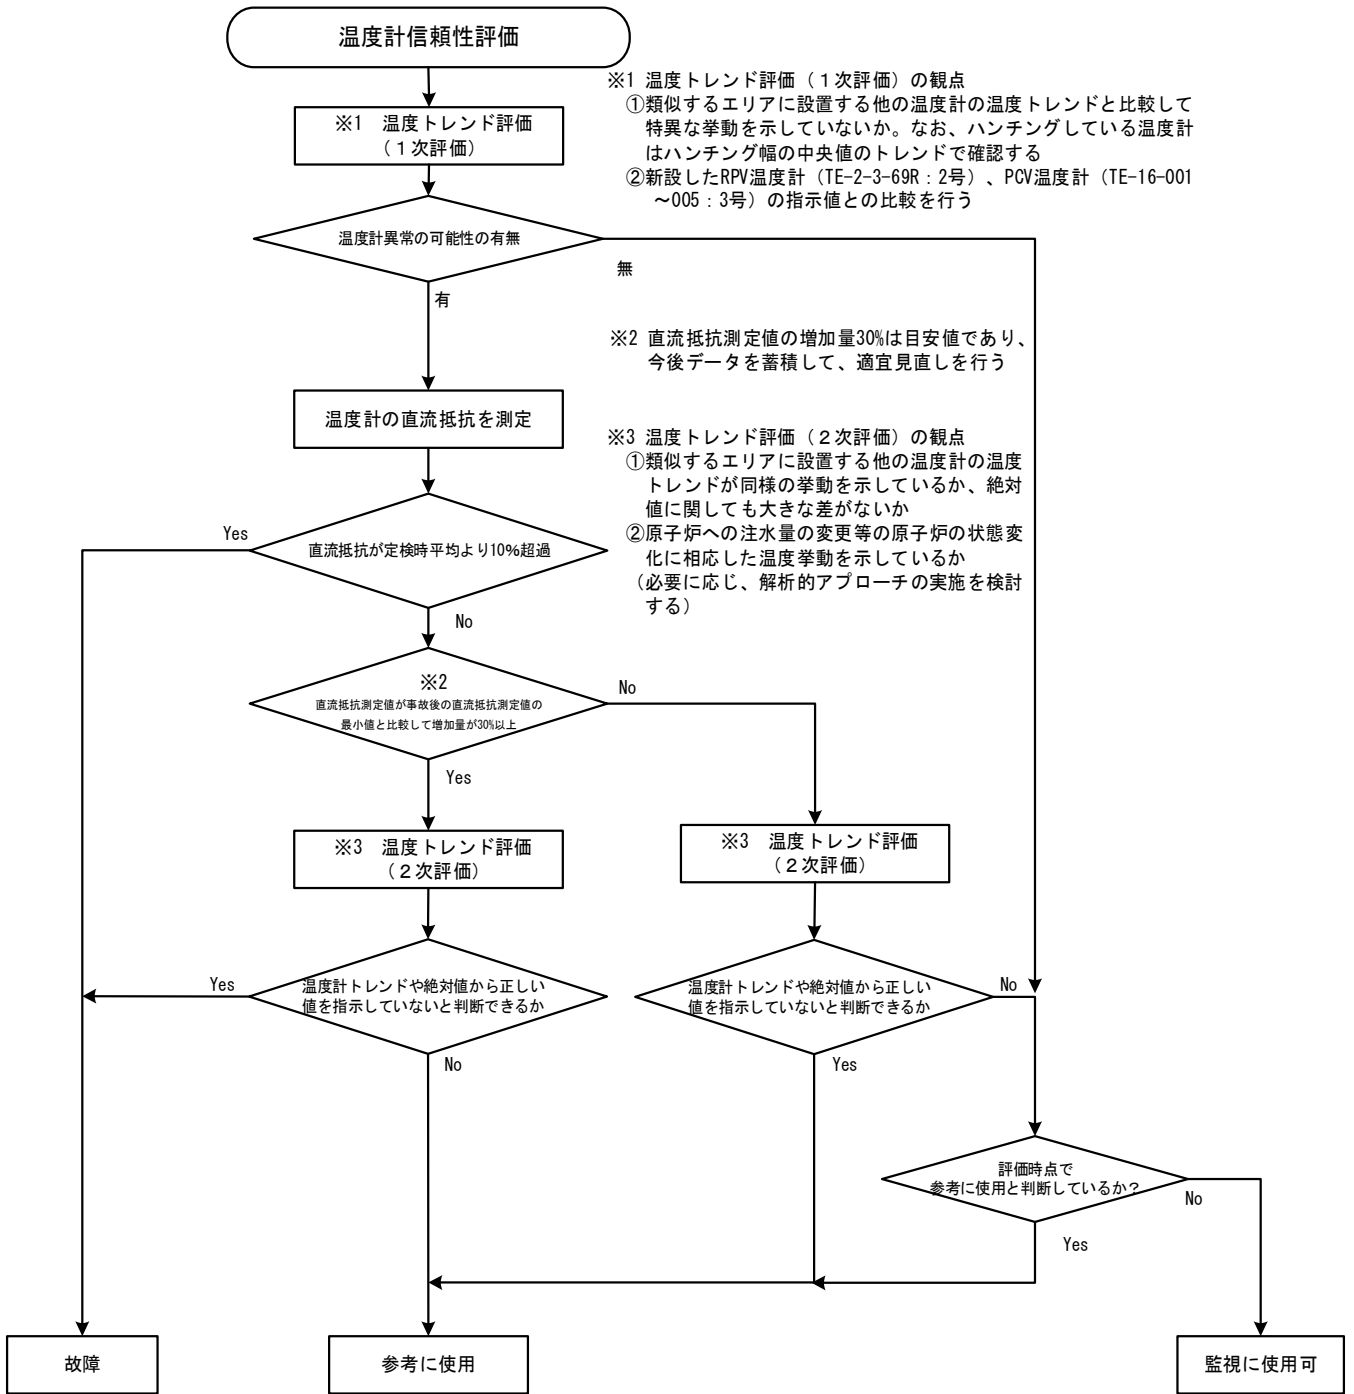 温度計信頼性評価
※1 温度トレンド評価
(１次評価)
※1 温度トレンド評価（１次評価）の観点
①類似するエリアに設置する他の温度計の温度トレンドと比較して
特異な挙動を示していないか。なお、ハンチングしている温度計
はハンチング幅の中央値のトレンドで確認する
②新設したRPV温度計（TE-2-3-69R：2号）、PCV温度計（TE-16-001
～005：3号）の指示値との比較を行う
温度計異常の可能性の有無
無
有
※2 直流抵抗測定値の増加量30%は目安値であり、
今後データを蓄積して、適宜見直しを行う
温度計の直流抵抗を測定
※3 温度トレンド評価（２次評価）の観点
①類似するエリアに設置する他の温度計の温度
トレンドが同様の挙動を示しているか、絶対
値に関しても大きな差がないか
②原子炉への注水量の変更等の原子炉の状態変
化に相応した温度挙動を示しているか
（必要に応じ、解析的アプローチの実施を検討
する）
Yes
直流抵抗が定検時平均より10%超過
No
※2
直流抵抗測定値が事故後の直流抵抗測定値の
最小値と比較して増加量が30%以上
No
Yes
※3 温度トレンド評価
(２次評価)
※3 温度トレンド評価
(２次評価)
Yes
温度計トレンドや絶対値から正しい
値を指示していないと判断できるか
No
温度計トレンドや絶対値から正しい
値を指示していないと判断できるか
No
Yes
評価時点で
参考に使用と判断しているか？
No
Yes
故障
参考に使用
監視に使用可